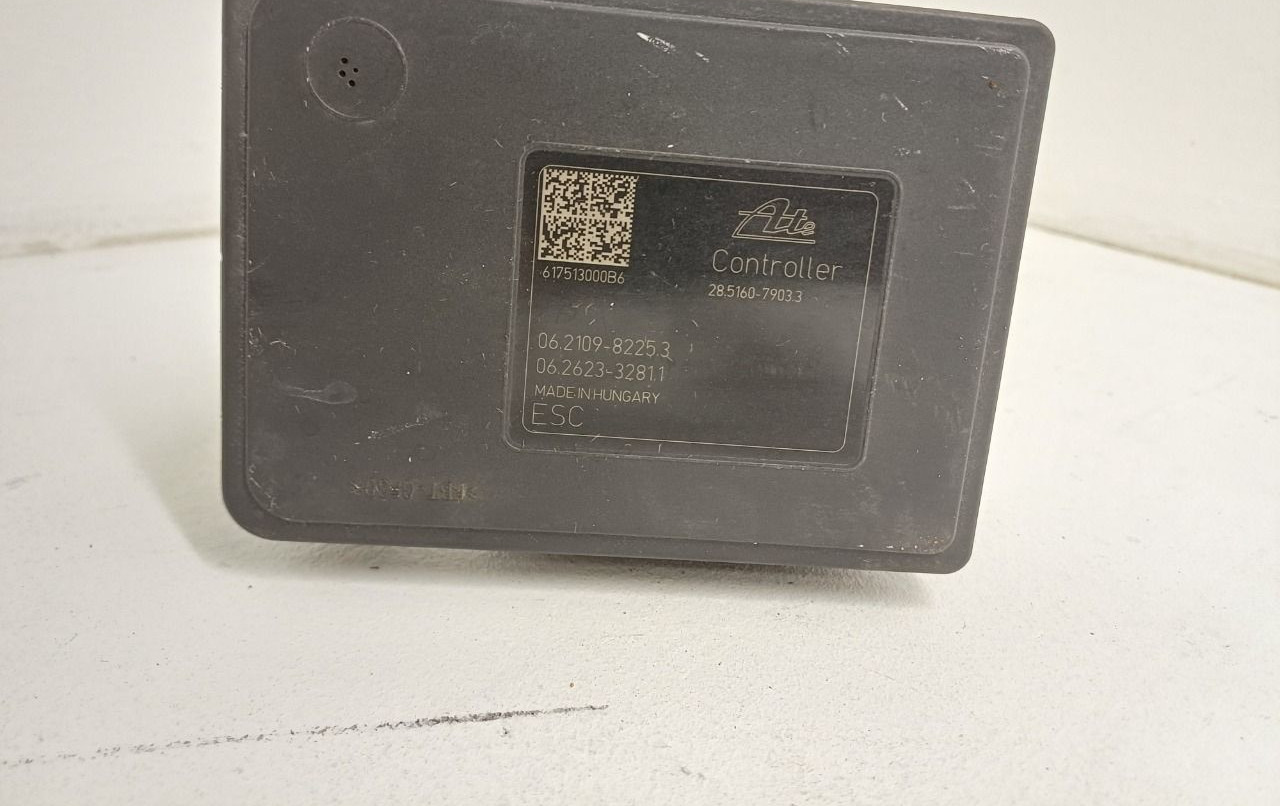 Ate
Controller
28.5160-7903.3
617513000B6
06.2109-8225.3
06.2623-3281.1
MADE IN HUNGARY
ESC